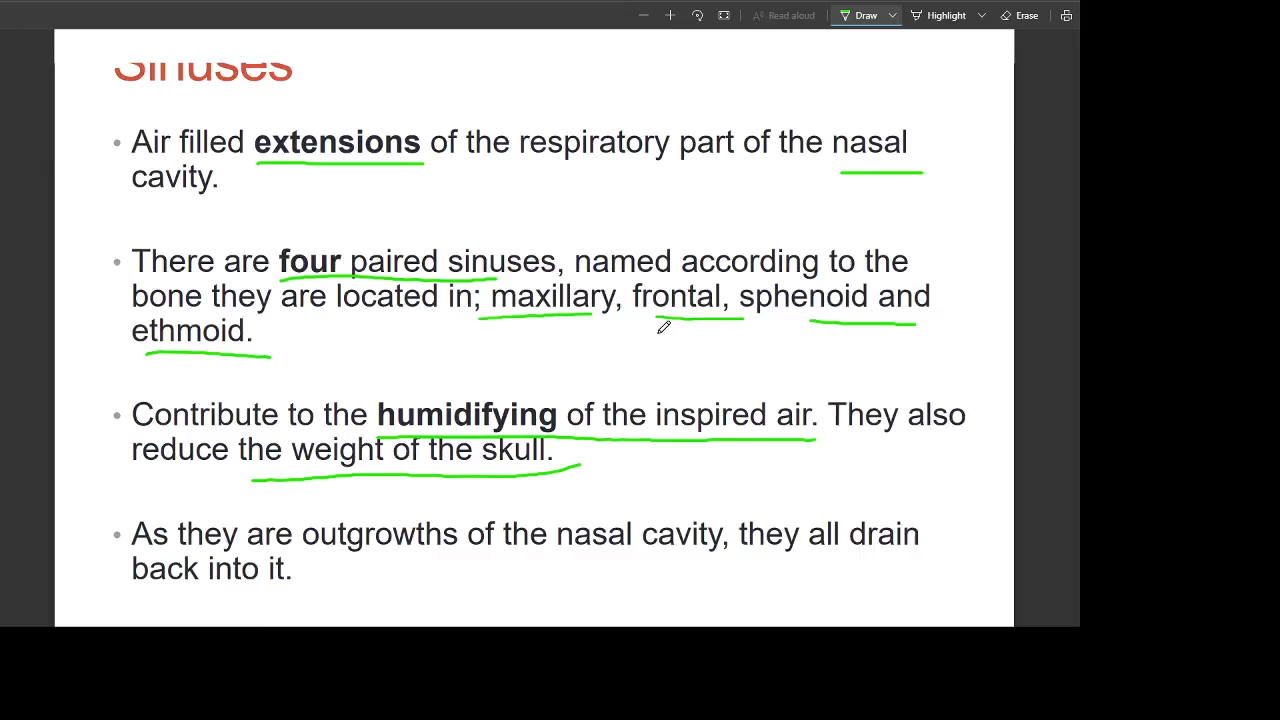 Read aloud
Draw
Highlight
Erase
Sinuses
• Air filled extensions of the respiratory part of the nasal
cavity.
• There are four paired sinuses, named according to the
bone they are located in; maxillary, frontal, sphenoid and
ethmoid.
• Contribute to the humidifying of the inspired air. They also
reduce the weight of the skull.
• As they are outgrowths of the nasal cavity, they all drain
back into it.